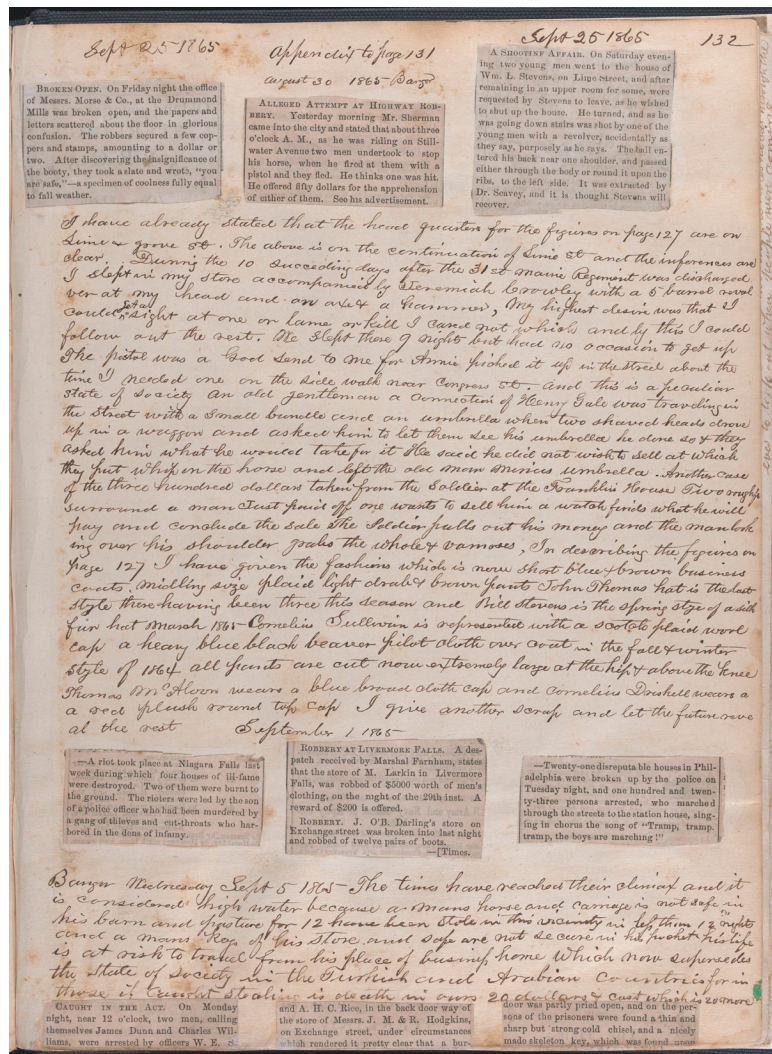 Sept 25 1865
Appendix to page 131
Sept 25 1865
132
August 30 1865 Bangor
BROKEN OPEN. On Friday night the office
of Messrs. Morse & Co., at the Drummond
Mills was broken open, and the papers and
letters scattered about the floor in glorious
confusion. The robbers secured a few cop-
pers and stamps, amounting to a dollar or
two. After discovering the insignificance of
the booty, they took a slate and wrote, "you
are safe,"—a specimen of coolness fully equal
to fall weather.
ALLEGED ATTEMPT AT HIGHWAY ROB-
BERY. Yesterday morning Mr. Sherman
came into the city and stated that about three
o'clock A. M., as he was riding on Still-
water Avenue two men undertook to stop
his horse, when he fired at them with a
pistol and they fled. He thinks one was hit.
He offered fifty dollars for the apprehension
of either of them. See his advertisement.
A SHOOTING AFFAIR. On Saturday even-
ing two young men went to the house of
Wm. L. Stevens, on Lime Street, and after
remaining in an upper room for some, were
requested by Stevens to leave, as he wished
to shut up the house. He turned, and as he
was going down stairs was shot by one of the
young men with a revolver, accidentally as
they say, purposely as he says. The ball en-
tered his back near one shoulder, and passed
either through the body or round it upon the
ribs, to the left side. It was extracted by
Dr. Seavey, and it is thought Stevens will
recover.
I have already stated that the head quarters for the figures on page 127 are on
Lime & grove St. The above is on the continuation of Lime St and the inferences are
clear. During the 10 succeding days after the 31st Maine Regiment was discharged
I slept in my store accompanied by Jeremiah Crowley with a 5 barrel revol
ver at my head and an axe & a hammer, My highest desire was that I
could get a sight at one or lame or kill I card not which and by this I could
follow out the rest. We slept there 9 nights but had no occasion to get up
The pistol was a God send to me for Annie picked it up in the street about the
time I needed one on the side walk near Congress St. and this is a peculiar
state of Society an old gentleman a connection of Henry Gale was traveling in
the street with a small bundle and an umbrella when two shaved heads drove
up in a waggon and asked him to let them see his umbrella he done so & they
asked him what he would take for it He said he did not wish to sell at which
they put whip on the horse and left the old man minus umbrella. Another case
of the three hundred dollars taken from the Soldier at the Franklin House Two roughs
surround a man Just paid off one wants to sell him a watch finds what he will
pay and conclude the sale the Soldier pulls out his money and the man look
ing over his shoulder grabs the whole & vamoses, In describing the figures on
page 127 I have given the fashions which is now short blue & brown business
coats, midling size plaid light drab & brown pants John Thomas hat is the last
style there having been three this season and Bill Stevens is the spring style of a silk
fur hat March 1865 Cornelius Sullivin is represented with a scotch plaid wool
cap a heavy blue black beaver pilot cloth over coat in the fall & winter
style of 1864 all pants are cut now extremely large at the hip & above the knee
Thomas McAloon wears a blue broad cloth cap and Cornelius Driskell wears a
a red plush round top cap I give another scrap and let the future reve
al the rest September 1 1865
—A riot took place at Niagara Falls last
week during which four houses of ill-fame
were destroyed. Two of them were burnt to
the ground. The rioters were led by the son
of a police officer who had been murdered by
a gang of thieves and cut-throats who har-
bored in the dens of infamy.
ROBBERY AT LIVERMORE FALLS. A des-
patch received by Marshal Farnham, states
that the store of M. Larkin in Livermore
Falls, was robbed of $5000 worth of men's
clothing, on the night of the 29th inst. A
reward of $200 is offered.
ROBBERY. J. O'B. Darling's store on
Exchange street was broken into last night
and robbed of twelve pairs of boots.
—[Times.
—Twenty-one disreputable houses in Phil-
adelphia were broken up by the police on
Tuesday night, and one hundred and twen-
ty-three persons arrested, who marched
through the streets to the station house, sing-
ing in chorus the song of "Tramp, tramp,
tramp, the boys are marching!"
Bangor Wednesday Sept 5 1865 The times have reached their climax and it
is considered high water because a mans horse and carriage is not safe in
his barn and pasture for 12 have been stole in this vicinity in less than 12 nights
and a mans keg of his store and safe are not secure in his pocket his life
is at risk to travel from his place of business home which now supersedes
the State of society in the Turkish and Arabian Countries for in
those if caught stealing is death in ours 20 dollars & cost which is 20 more
CAUGHT IN THE ACT. On Monday
night, near 12 o'clock, two men, calling
themselves James Dunn and Charles Wil-
liams, were arrested by officers W. E. S.
and A. H. C. Rice, in the back door way of
the store of Messrs. J. M. & R. Hodgkins,
on Exchange street, under circumstances
which rendered it pretty clear that a bur-
door was partly pried open, and on the per-
sons of the prisoners were found a thin and
sharp but strong cold chisel, and a nicely
made skeleton key, which was found upon